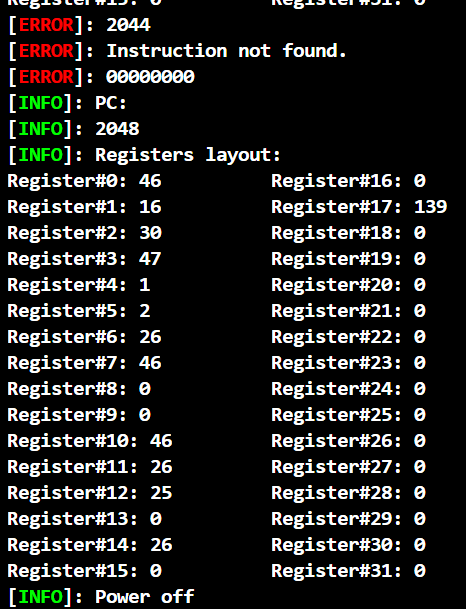 Register#15: 0 Register#31: 0
[ERROR]: 2044
[ERROR]: Instruction not found.
[ERROR]: 00000000
[INFO]: PC:
[INFO]: 2048
[INFO]: Registers layout:
Register#0: 46 Register#16: 0
Register#1: 16 Register#17: 139
Register#2: 30 Register#18: 0
Register#3: 47 Register#19: 0
Register#4: 1 Register#20: 0
Register#5: 2 Register#21: 0
Register#6: 26 Register#22: 0
Register#7: 46 Register#23: 0
Register#8: 0 Register#24: 0
Register#9: 0 Register#25: 0
Register#10: 46 Register#26: 0
Register#11: 26 Register#27: 0
Register#12: 25 Register#28: 0
Register#13: 0 Register#29: 0
Register#14: 26 Register#30: 0
Register#15: 0 Register#31: 0
[INFO]: Power off